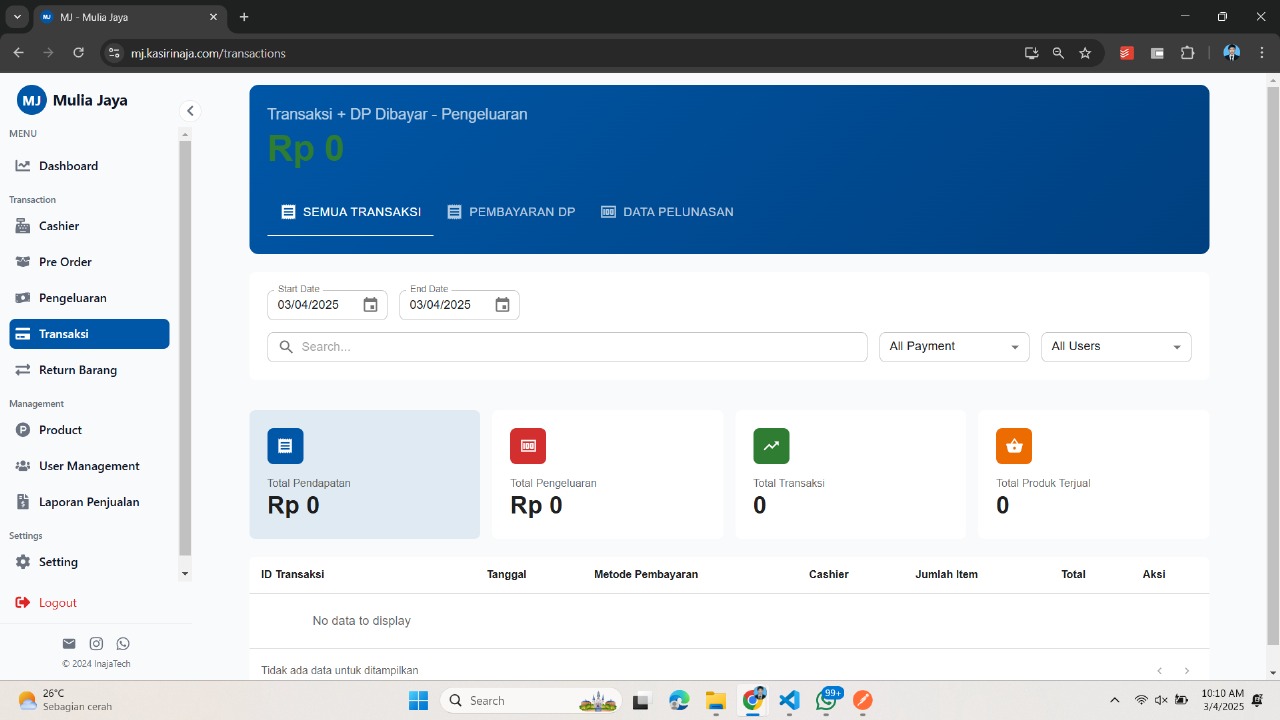 MJ - Mulia Jaya
mj.kasirinaja.com/transactions
MJ Mulia Jaya
MENU
Dashboard
Transaction
Cashier
Pre Order
Pengeluaran
Transaksi
Return Barang
Management
Product
User Management
Laporan Penjualan
Settings
Setting
Logout
© 2024 InajaTech
Transaksi + DP Dibayar - Pengeluaran
Rp 0
SEMUA TRANSAKSI PEMBAYARAN DP DATA PELUNASAN
Start Date End Date
03/04/2025 03/04/2025
Search... All Payment All Users
Total Pendapatan Total Pengeluaran Total Transaksi Total Produk Terjual
Rp 0 Rp 0 0 0
ID Transaksi Tanggal Metode Pembayaran Cashier Jumlah Item Total Aksi
No data to display
Tidak ada data untuk ditampilkan
26°C
Sebagian cerah
Search
99+
10:10 AM
3/4/2025